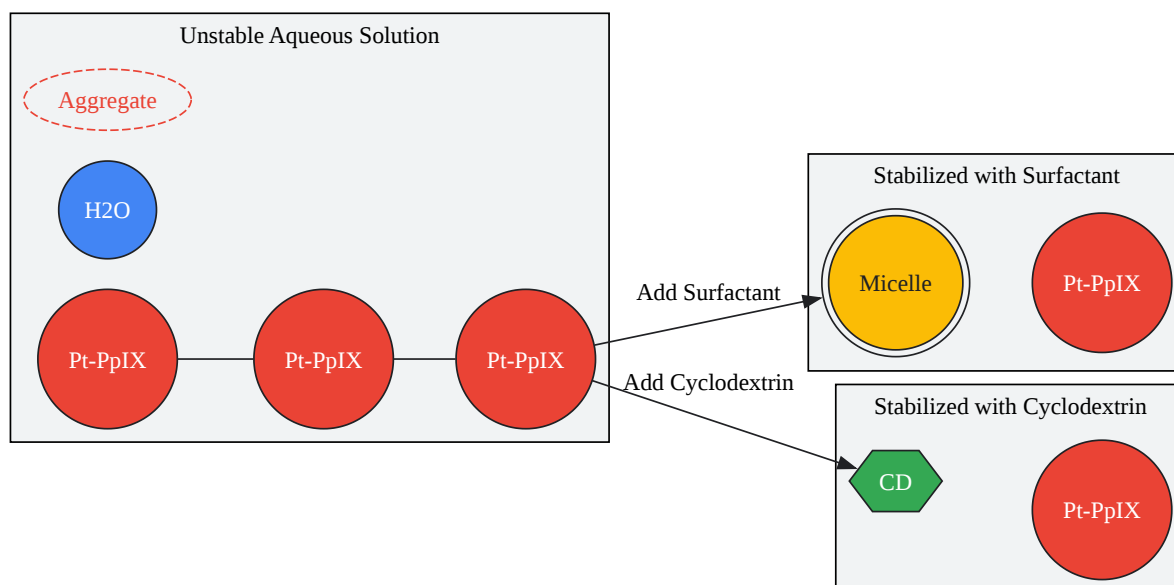 Unstable Aqueous Solution
Aggregate
H2O
Pt-PpIX
Pt-PpIX
Pt-PpIX
Add Surfactant
Add Cyclodextrin
Stabilized with Surfactant
Micelle
Pt-PpIX
Stabilized with Cyclodextrin
CD
Pt-PpIX